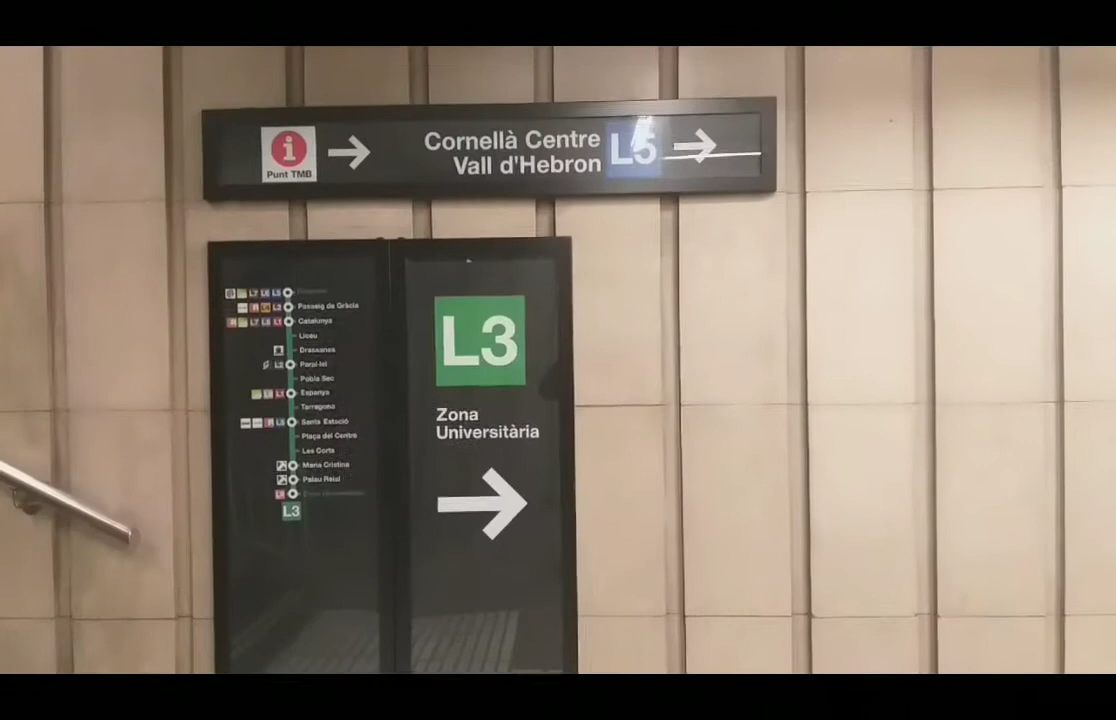 Punt TMB
Cornellà Centre
Vall d'Hebron
L5
Passeig de Gràcia
Catalunya
Liceu
Drassanes
Paral·lel
Poble Sec
Espanya
Tarragona
Sants Estació
Plaça del Centre
Les Corts
Maria Cristina
Palau Reial
L3
L3
Zona
Universitària